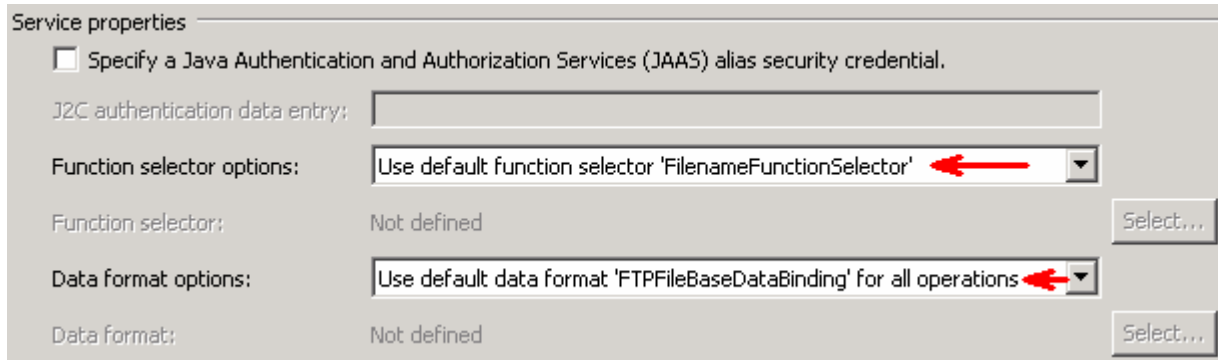 Service properties
Specify a Java Authentication and Authorization Services (JAAS) alias security credential.
J2C authentication data entry:
Function selector options: Use default function selector 'FilenameFunctionSelector'
Function selector: Not defined Select...
Data format options: Use default data format 'FTPFileBaseDataBinding' for all operations
Data format: Not defined Select...